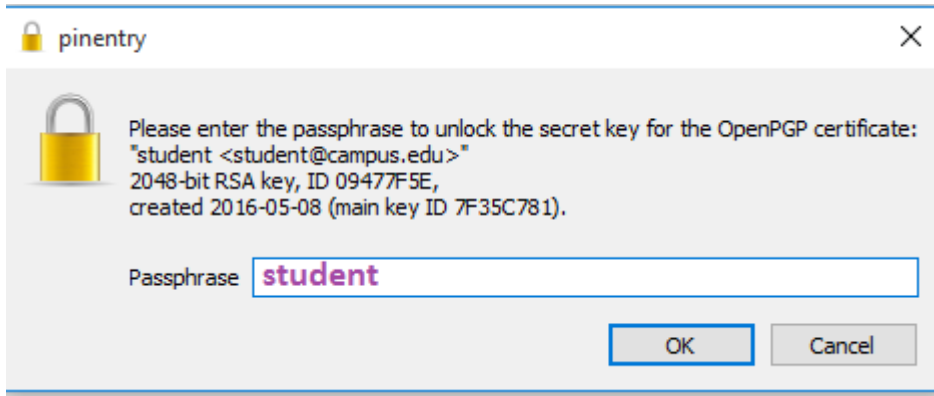 pinentry
Please enter the passphrase to unlock the secret key for the OpenPGP certificate:
"student <student@campus.edu>"
2048-bit RSA key, ID 09477F5E,
created 2016-05-08 (main key ID 7F35C781).
Passphrase student
OK Cancel